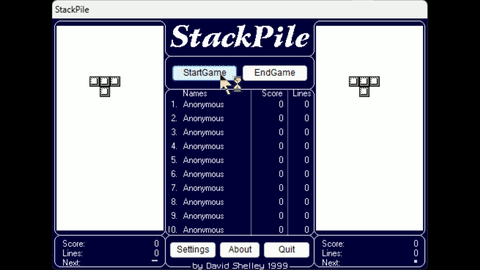 StackPile
StackPile
StartGame EndGame
Names Score Lines
1. Anonymous 0 0
2. Anonymous 0 0
3. Anonymous 0 0
4. Anonymous 0 0
5. Anonymous 0 0
6. Anonymous 0 0
7. Anonymous 0 0
8. Anonymous 0 0
9. Anonymous 0 0
10. Anonymous 0 0
Score: 0
Lines: 0
Next:
Settings About Quit
by David Shelley 1999
Score: 0
Lines: 0
Next: